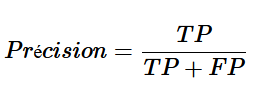 Précision = TP / (TP + FP)